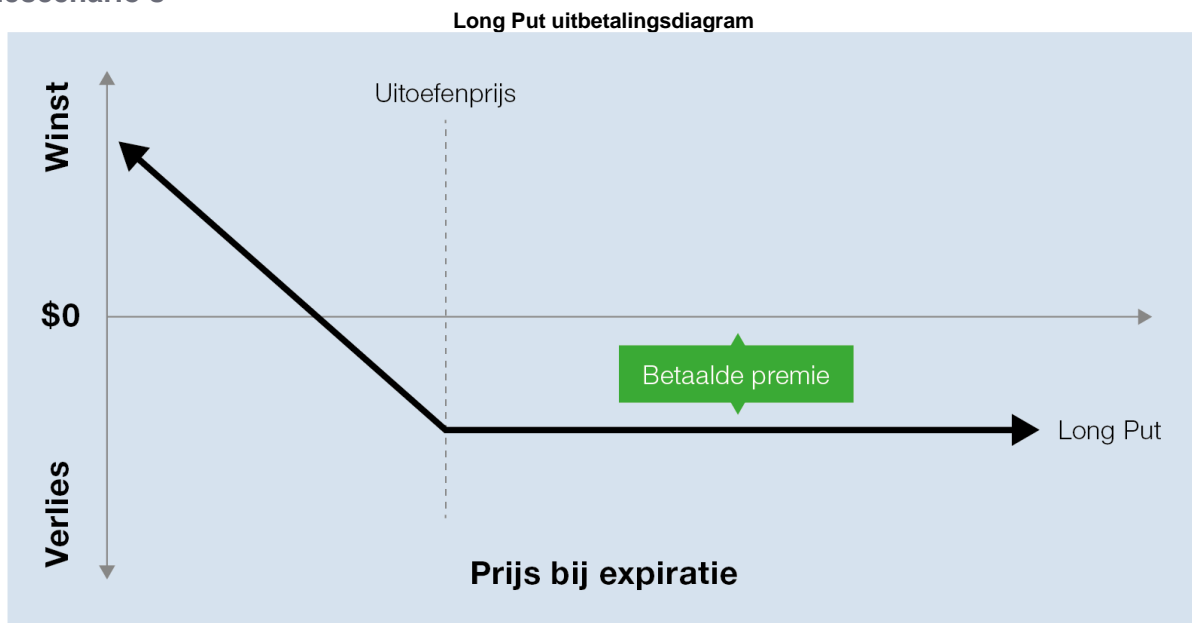 Long Put uitbetalingsdiagram
Winst
Uitoefenprijs
$0
Betaalde premie
Long Put
Verlies
Prijs bij expiratie